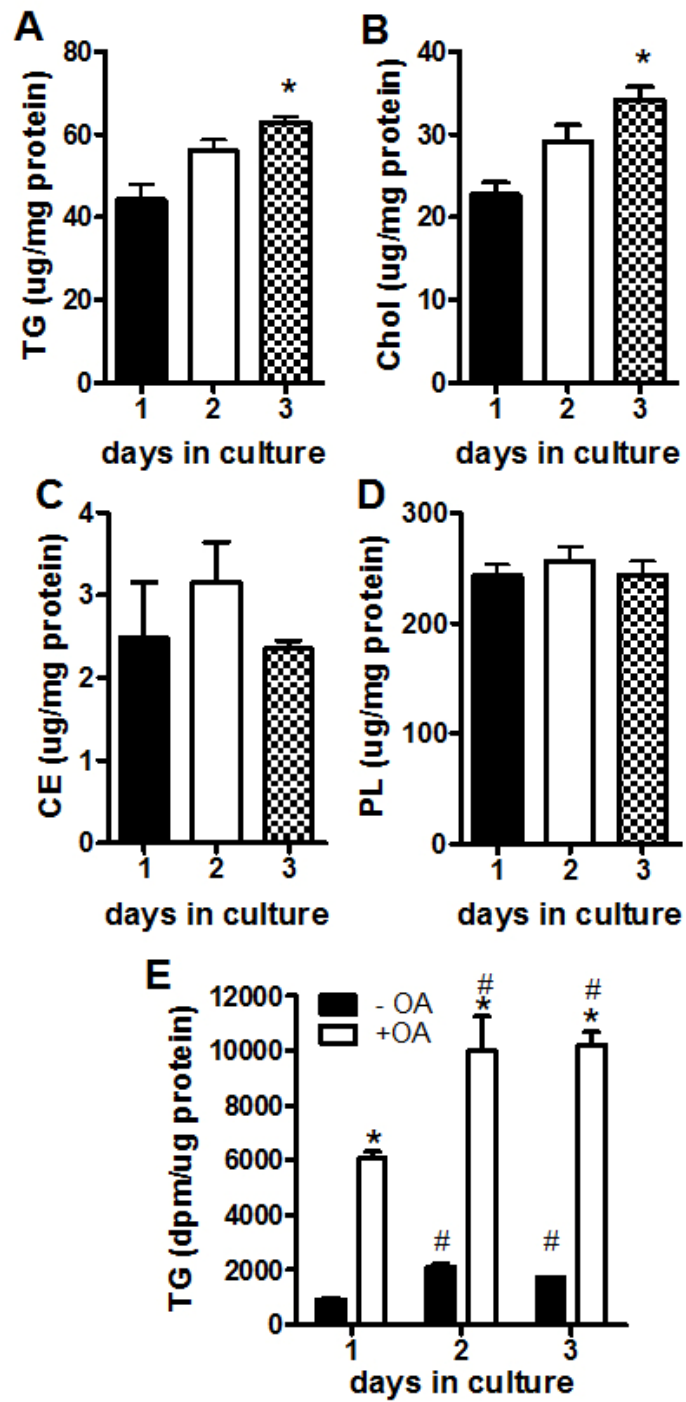 A
TG (ug/mg protein)
80
60
40
20
0
*
1 2 3
days in culture
B
Chol (ug/mg protein)
40
30
20
10
0
*
1 2 3
days in culture
C
CE (ug/mg protein)
4
3
2
1
0
1 2 3
days in culture
D
PL (ug/mg protein)
300
200
100
0
1 2 3
days in culture
E
TG (dpm/ug protein)
12000
10000
8000
6000
4000
2000
0
- OA
+OA
*
#
#
*
#
#
*
1 2 3
days in culture